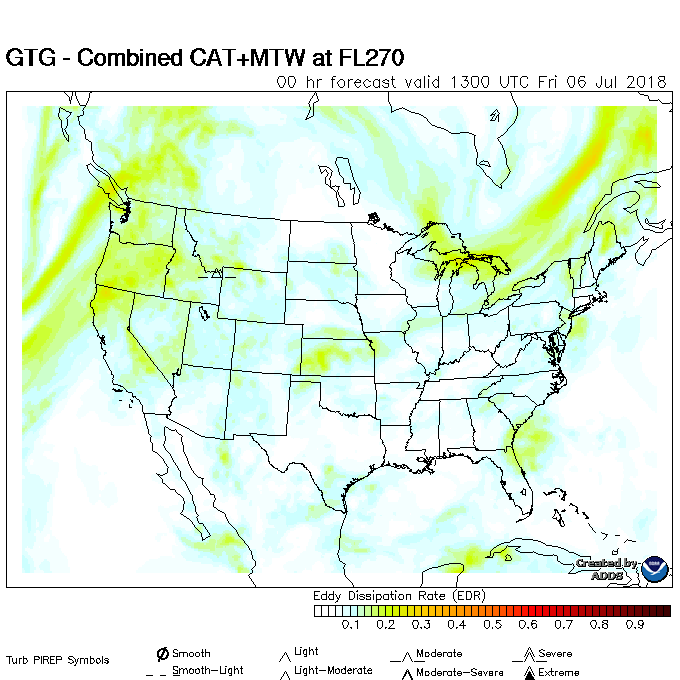 GTG - Combined CAT+MTW at FL270
00 hr forecast valid 1300 UTC Fri 06 Jul 2018
Created by
ADDS
Eddy Dissipation Rate (EDR)
0.1 0.2 0.3 0.4 0.5 0.6 0.7 0.8 0.9
Turb PIREP Symbols
Smooth Light Moderate Severe
Smooth-Light Light-Moderate Moderate-Severe Extreme